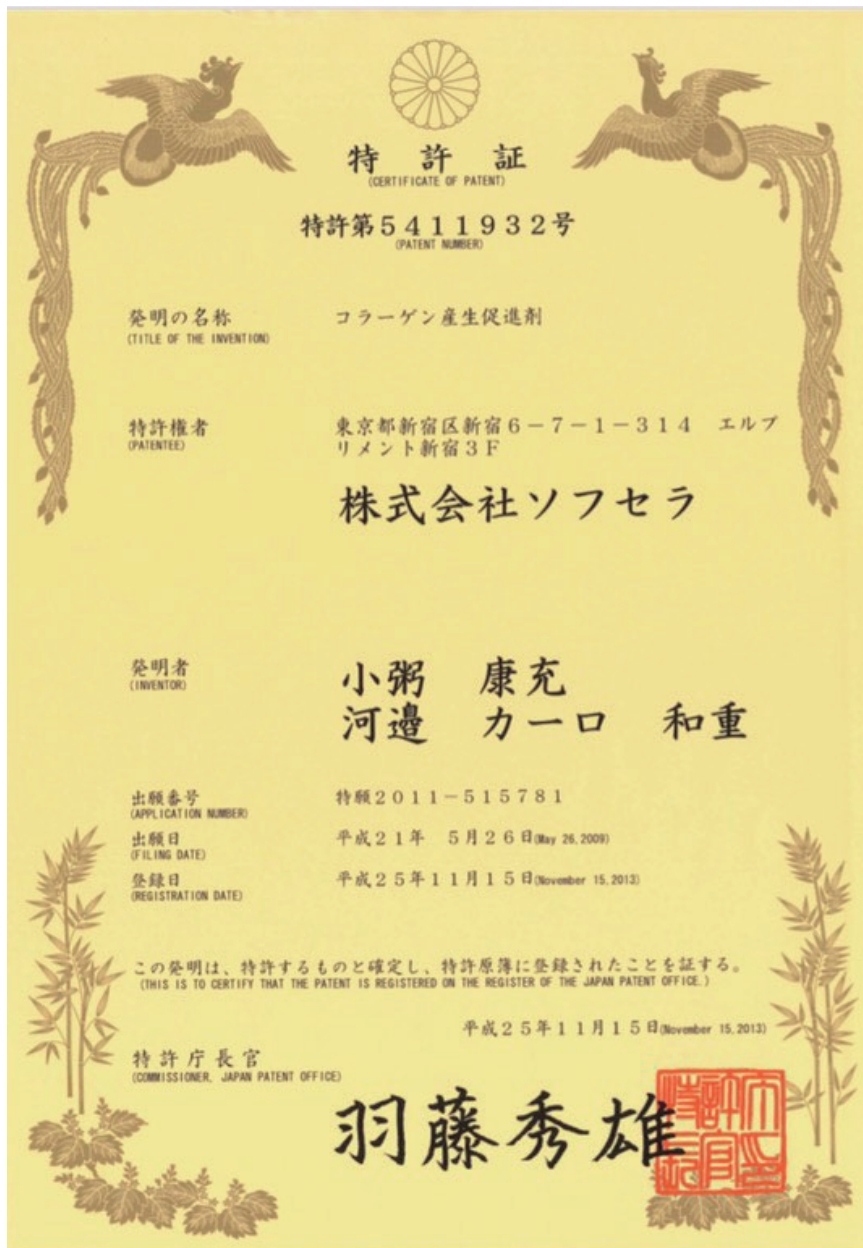 特許証
(CERTIFICATE OF PATENT)
特許第５４１１９３２号
(PATENT NUMBER)
発明の名称 コラーゲン産生促進剤
(TITLE OF THE INVENTION)
特許権者 東京都新宿区新宿６－７－１－３１４　エルプ
(PATENTEE) リメント新宿３Ｆ
株式会社ソフセラ
発明者 小粥　康充
(INVENTOR)
河邉　カーロ　和重
出願番号 特願２０１１－５１５７８１
(APPLICATION NUMBER)
出願日 平成２１年　５月２６日(May 26,2009)
(FILING DATE)
登録日 平成２５年１１月１５日(November 15,2013)
(REGISTRATION DATE)
この発明は、特許するものと確定し、特許原簿に登録されたことを証する。
(THIS IS TO CERTIFY THAT THE PATENT IS REGISTERED ON THE REGISTER OF THE JAPAN PATENT OFFICE.)
平成２５年１１月１５日(November 15,2013)
特許庁長官
(COMMISSIONER, JAPAN PATENT OFFICE)
羽藤秀雄